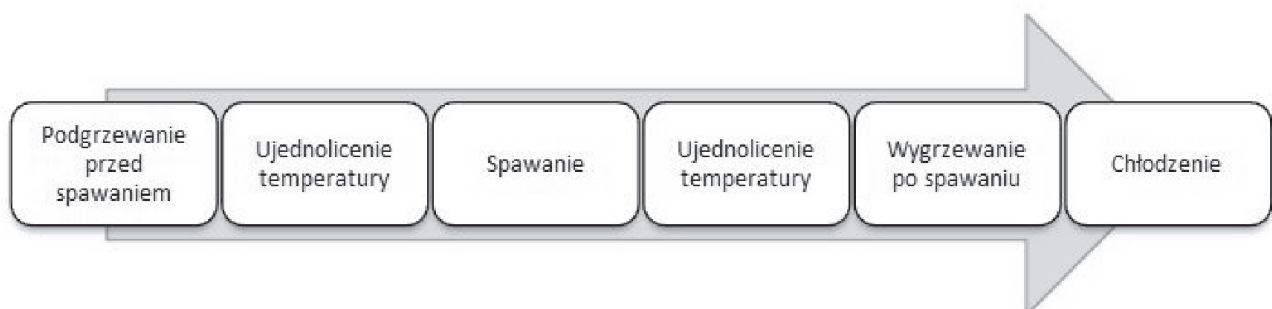 Podgrzewanie
przed
spawaniem
Ujednolicenie
temperatury
Spawanie
Ujednolicenie
temperatury
Wygrzewanie
po spawaniu
Chłodzenie